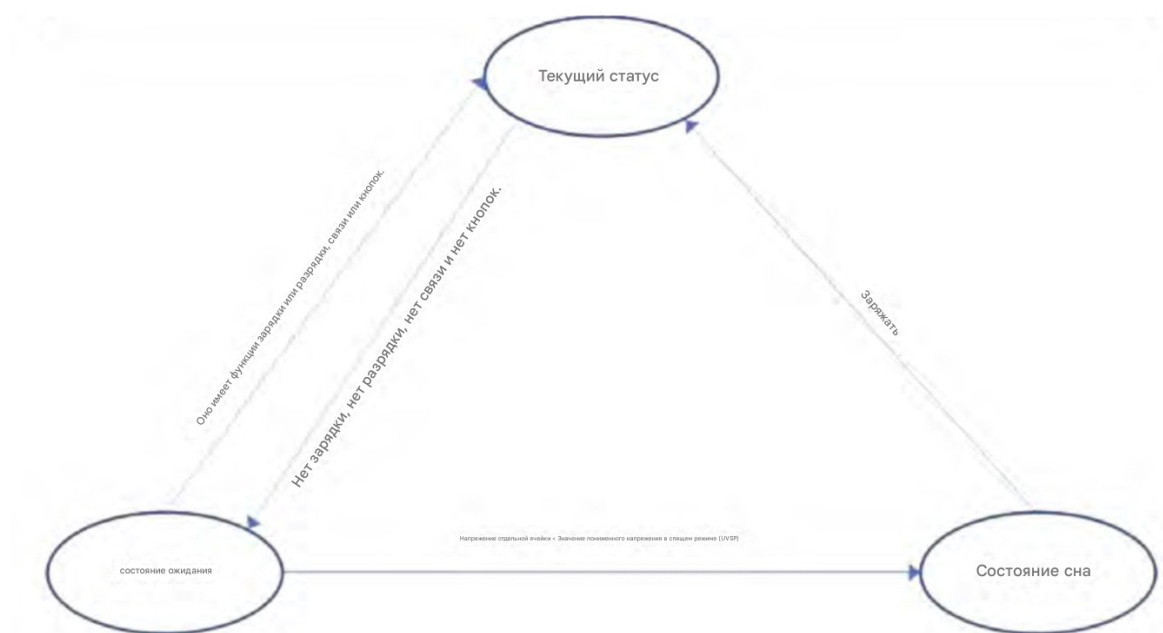 Текущий статус
Оно имеет функции зарядки или разрядки, связи или кнопок.
Нет зарядки, нет разрядки, нет связи и нет кнопок.
Заряжать
Напряжение отдельной ячейки < Значение пониженного напряжения в спящем режиме (UVSP)
состояние ожидания
Состояние сна